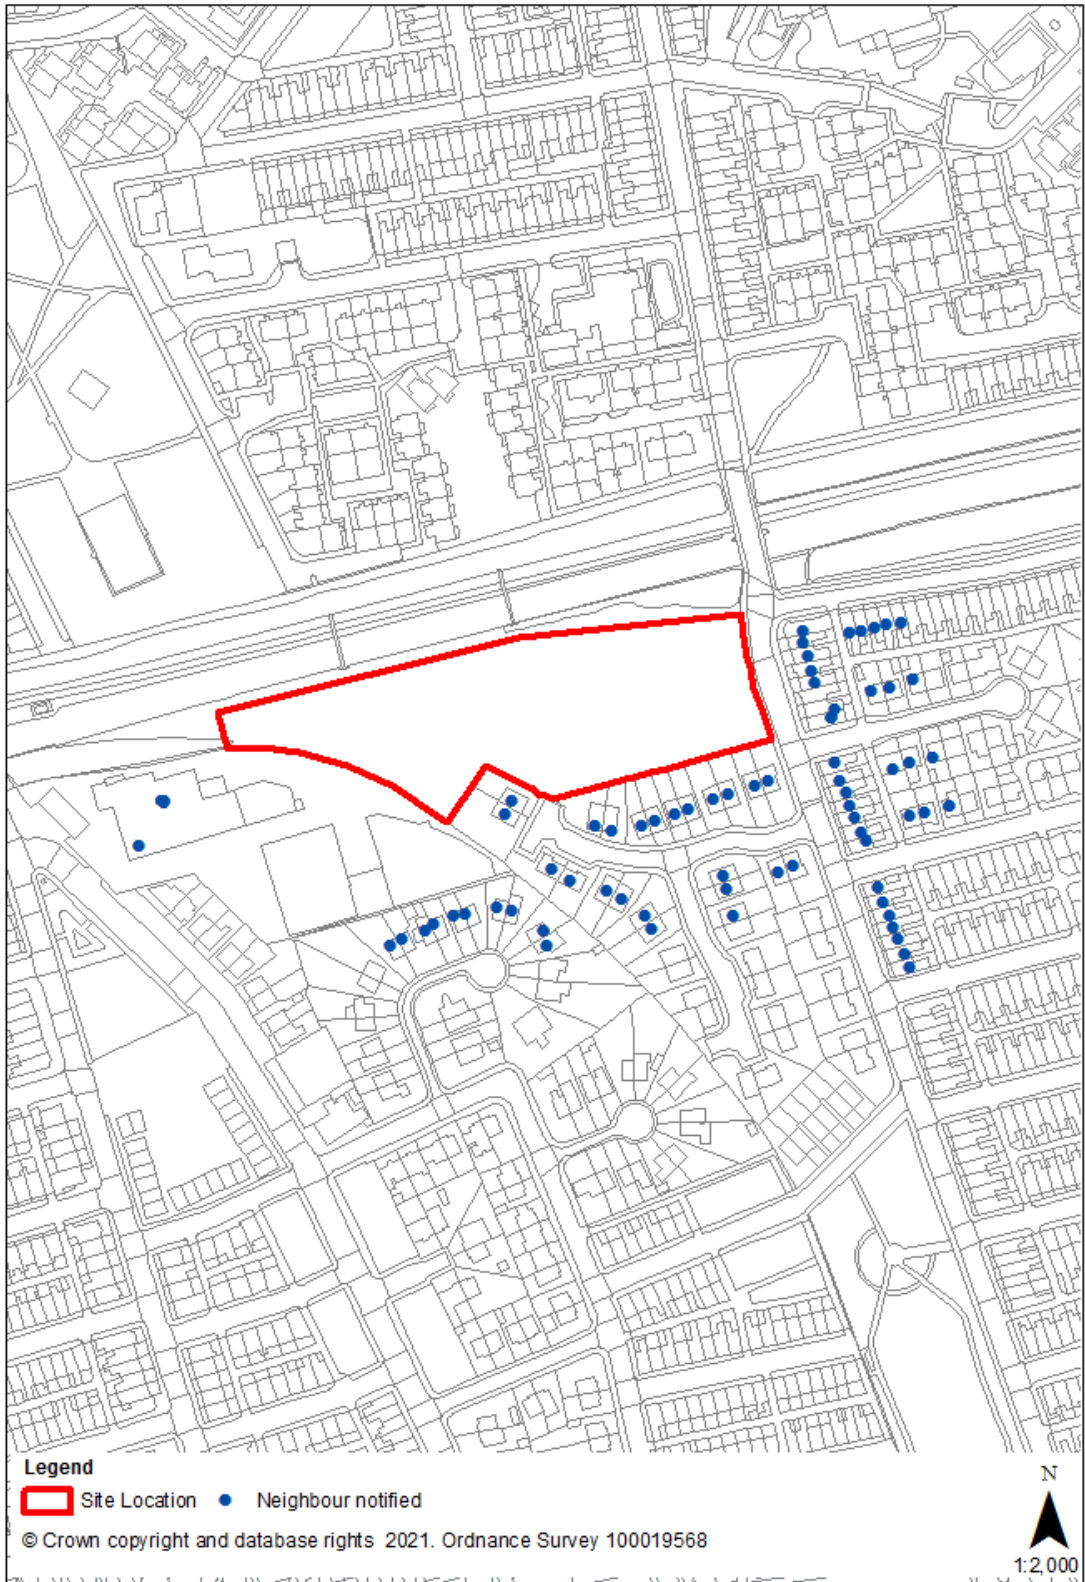 Legend
Site Location
Neighbour notified
© Crown copyright and database rights 2021. Ordnance Survey 100019568
N
1:2,000